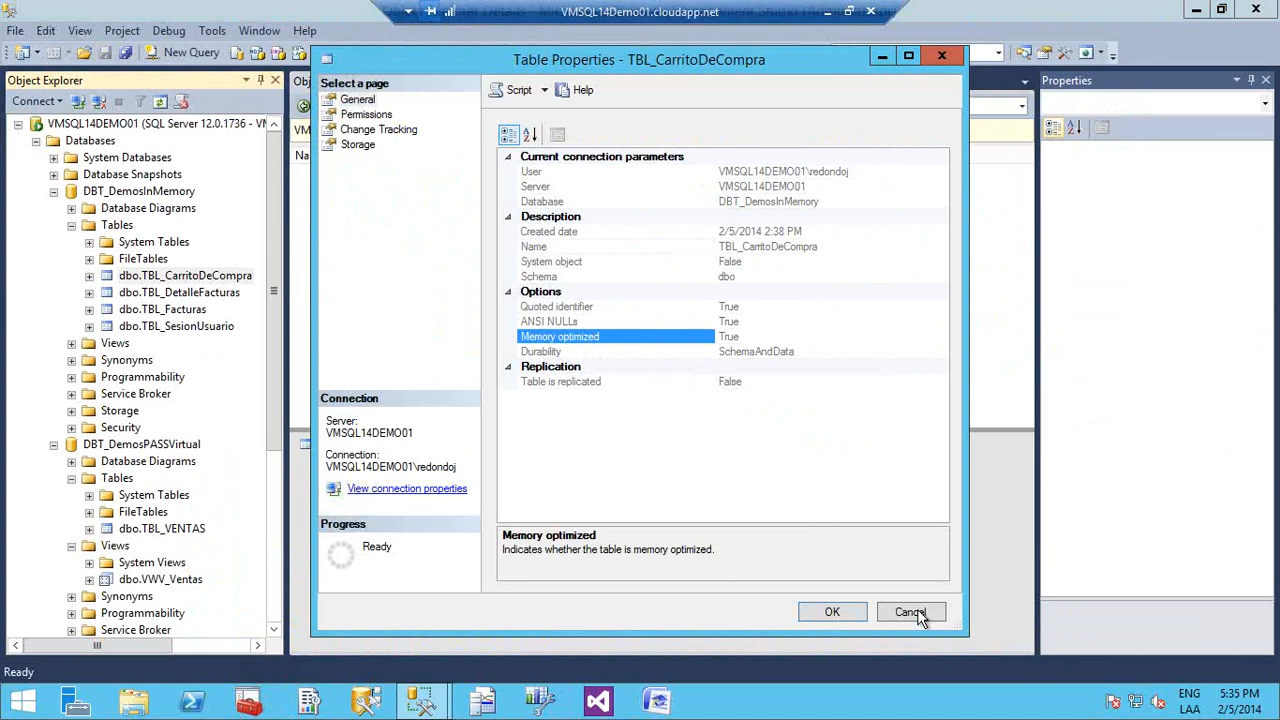 VMSQL14Demo01.cloudapp.net
File Edit View Project Debug Tools Window Help
New Query
Object Explorer
Connect
VMSQL14DEMO01 (SQL Server 12.0.1736 - VM
Databases
System Databases
Database Snapshots
DBT_DemosInMemory
Database Diagrams
Tables
System Tables
FileTables
dbo.TBL_CarritoDeCompra
dbo.TBL_DetalleFacturas
dbo.TBL_Facturas
dbo.TBL_SesionUsuario
Views
Synonyms
Programmability
Service Broker
Storage
Security
DBT_DemosPASSVirtual
Database Diagrams
Tables
System Tables
FileTables
dbo.TBL_VENTAS
Views
System Views
dbo.VWV_Ventas
Synonyms
Programmability
Service Broker
Table Properties - TBL_CarritoDeCompra
Select a page
General
Permissions
Change Tracking
Storage
Connection
Server:
VMSQL14DEMO01
Connection:
VMSQL14DEMO01\redondoj
View connection properties
Progress
Ready
Script Help
Current connection parameters
User VMSQL14DEMO01\redondoj
Server VMSQL14DEMO01
Database DBT_DemosInMemory
Description
Created date 2/5/2014 2:38 PM
Name TBL_CarritoDeCompra
System object False
Schema dbo
Options
Quoted identifier True
ANSI NULLs True
Memory optimized True
Durability SchemaAndData
Replication
Table is replicated False
Memory optimized
Indicates whether the table is memory optimized.
OK Cancel
Properties
Ready
ENG 5:35 PM
LAA 2/5/2014